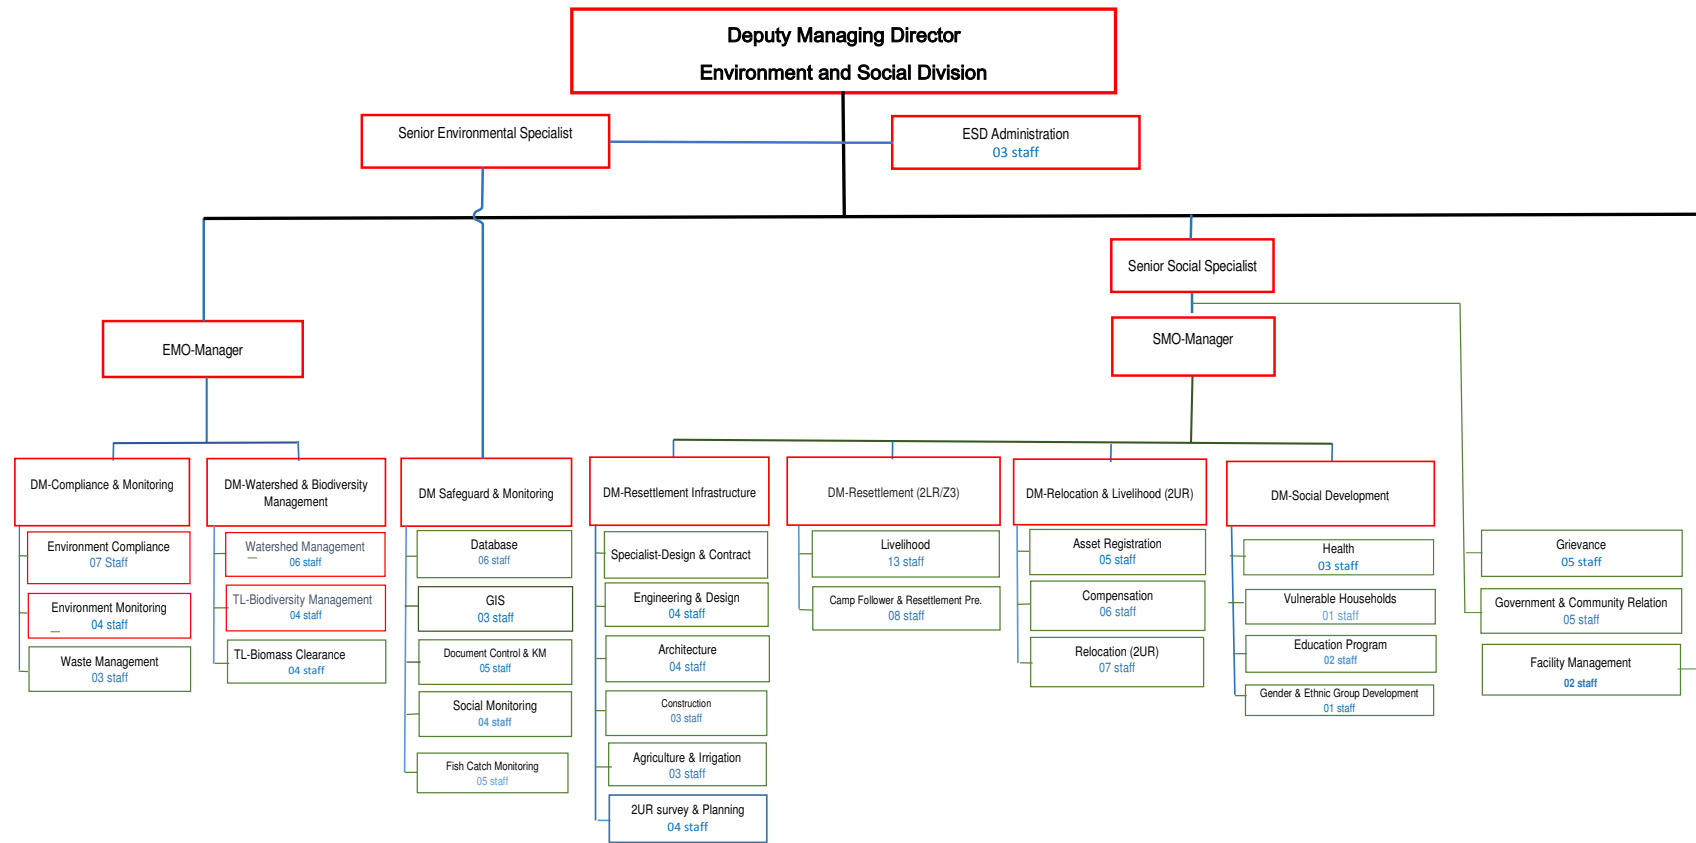 Deputy Managing Director
Environment and Social Division
Senior Environmental Specialist
ESD Administration
03 staff
Senior Social Specialist
EMO-Manager
SMO-Manager
DM-Compliance & Monitoring
Environment Compliance
07 Staff
Environment Monitoring
04 staff
Waste Management
03 staff
DM-Watershed & Biodiversity
Management
Watershed Management
06 staff
TL-Biodiversity Management
04 staff
TL-Biomass Clearance
04 staff
DM Safeguard & Monitoring
Database
06 staff
GIS
03 staff
Document Control & KM
05 staff
Social Monitoring
04 staff
Fish Catch Monitoring
05 staff
DM-Resettlement Infrastructure
Specialist-Design & Contract
Engineering & Design
04 staff
Architecture
04 staff
Construction
03 staff
Agriculture & Irrigation
03 staff
2UR survey & Planning
04 staff
DM-Resettlement (2LR/Z3)
Livelihood
13 staff
Camp Follower & Resettlement Pre.
08 staff
DM-Relocation & Livelihood (2UR)
Asset Registration
05 staff
Compensation
06 staff
Relocation (2UR)
07 staff
DM-Social Development
Health
03 staff
Vulnerable Households
01 staff
Education Program
02 staff
Gender & Ethnic Group Development
01 staff
Grievance
05 staff
Government & Community Relation
05 staff
Facility Management
02 staff